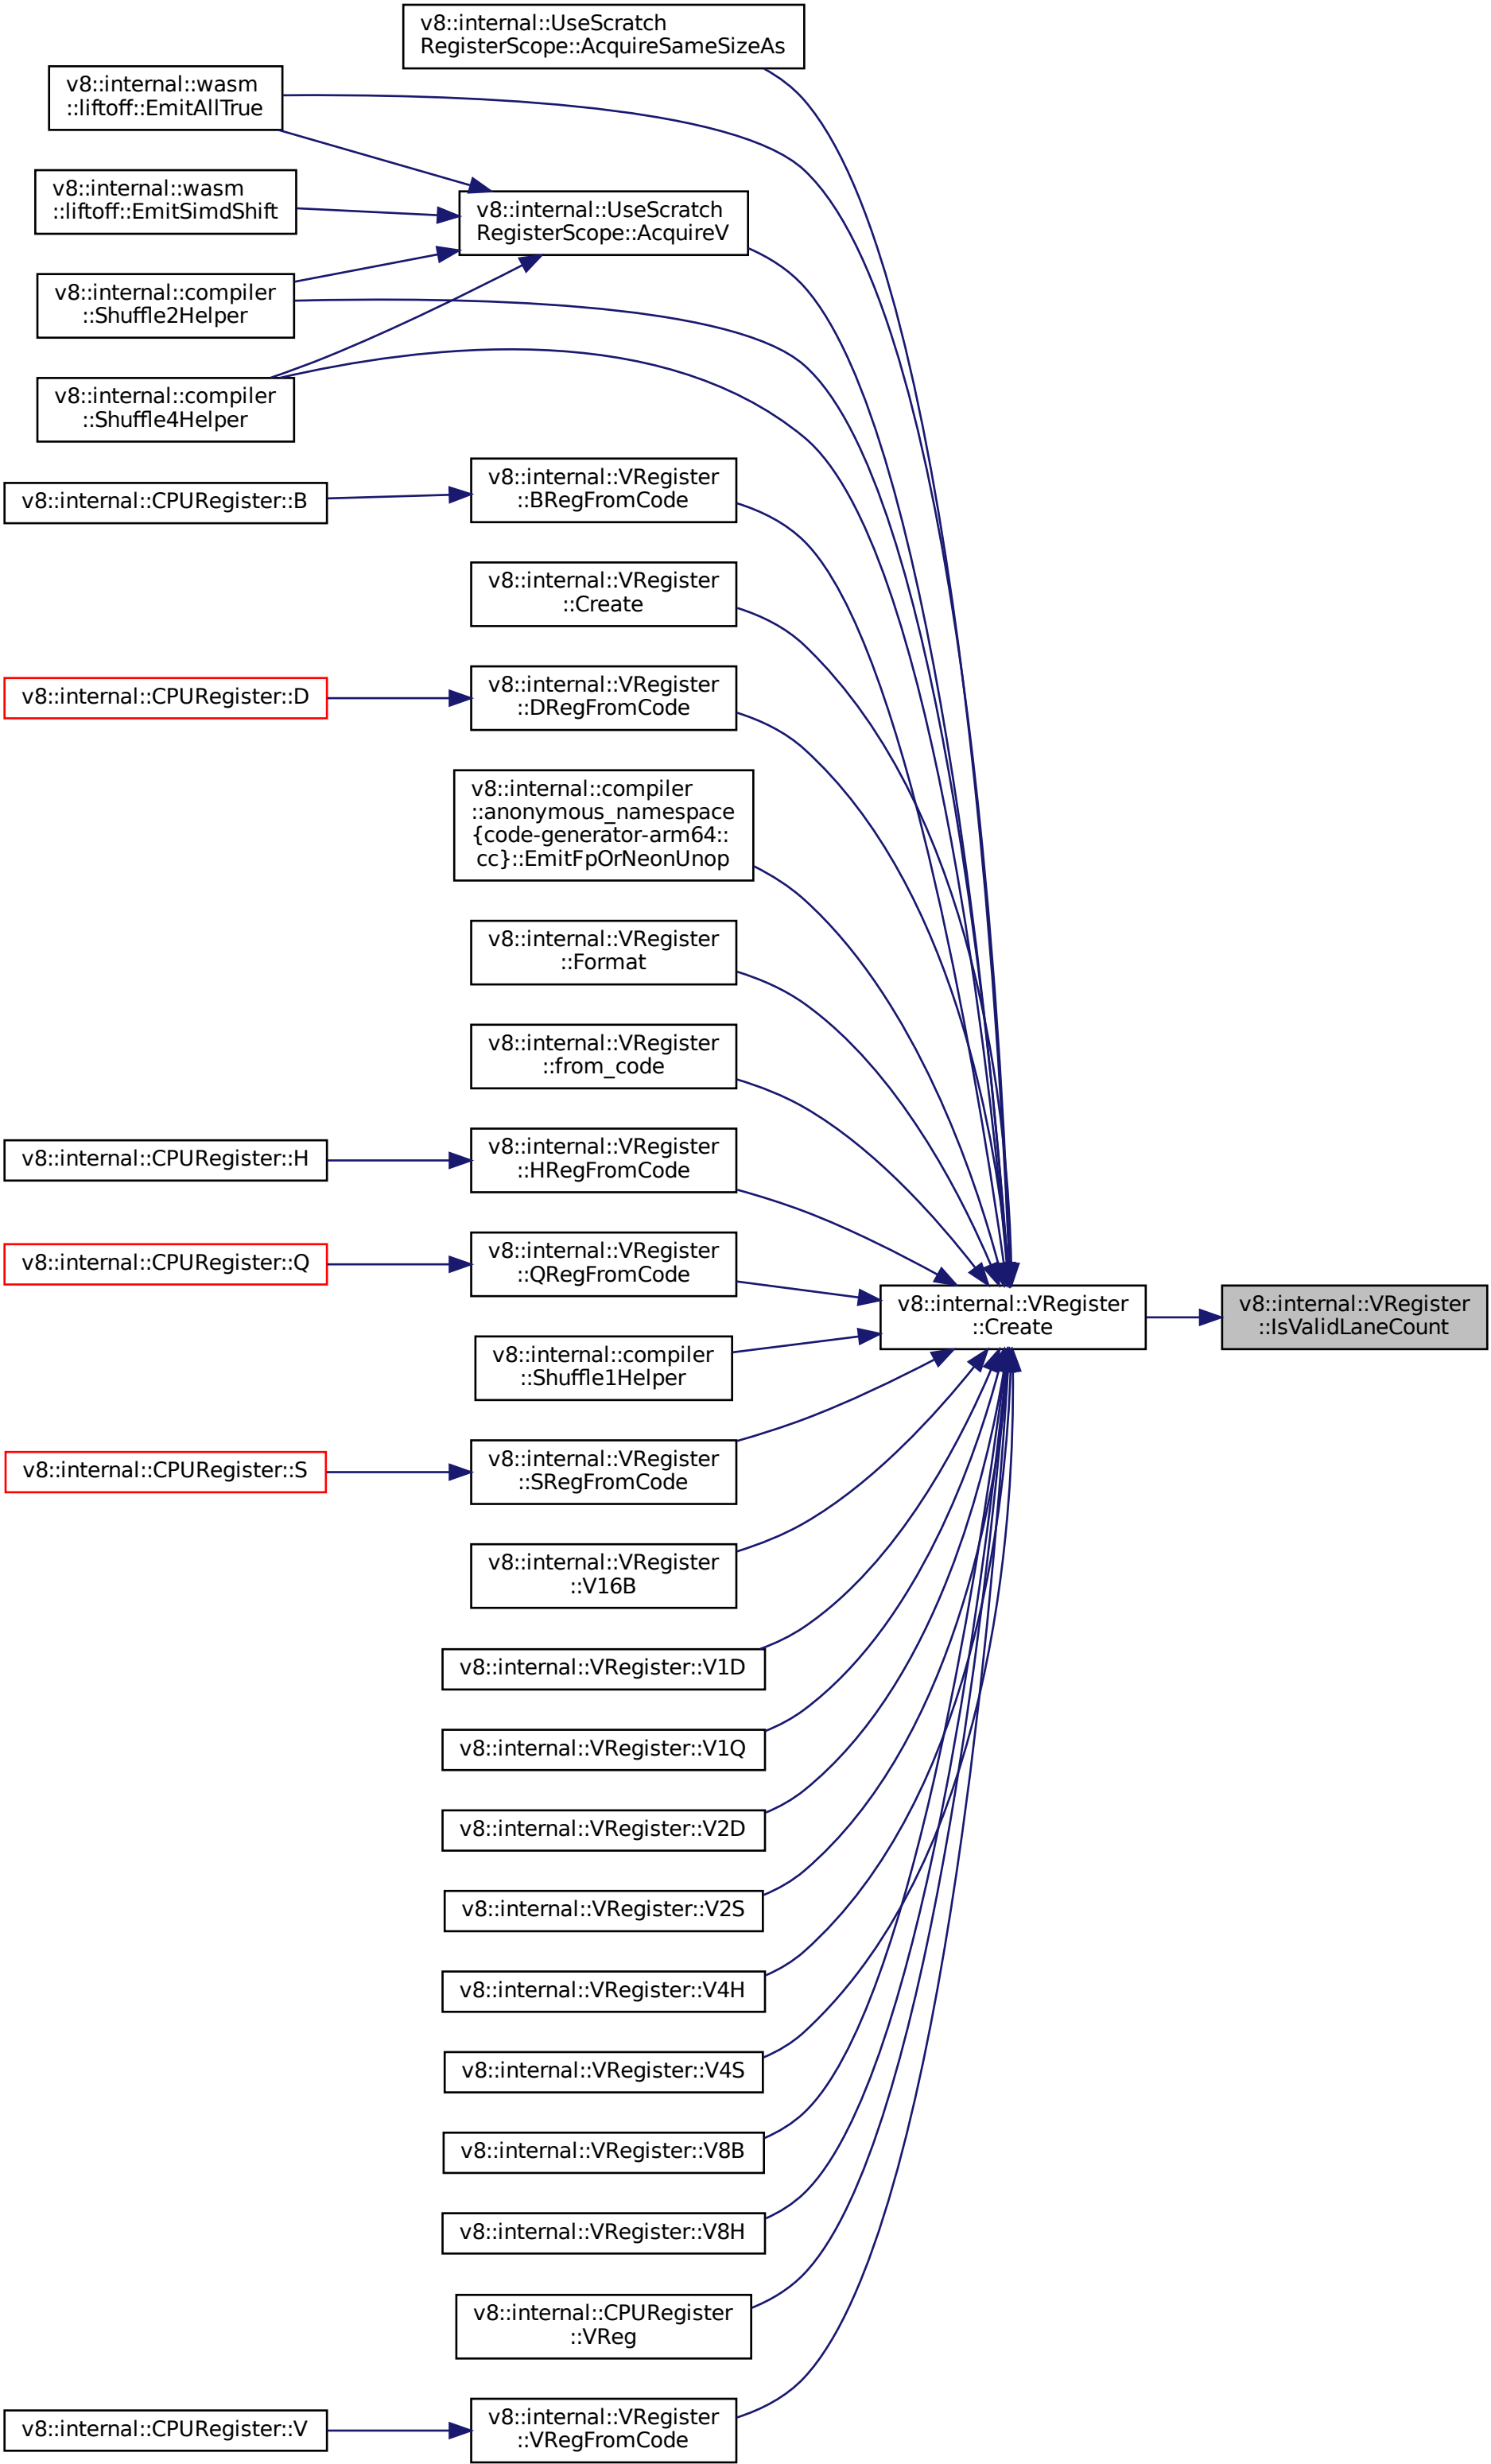 v8::internal::UseScratch
RegisterScope::AcquireSameSizeAs
v8::internal::wasm
::liftoff::EmitAllTrue
v8::internal::wasm
::liftoff::EmitSimdShift
v8::internal::UseScratch
RegisterScope::AcquireV
v8::internal::compiler
::Shuffle2Helper
v8::internal::compiler
::Shuffle4Helper
v8::internal::VRegister
::BRegFromCode
v8::internal::CPURegister::B
v8::internal::VRegister
::Create
v8::internal::VRegister
::DRegFromCode
v8::internal::CPURegister::D
v8::internal::compiler
::anonymous_namespace
{code-generator-arm64::
cc}::EmitFpOrNeonUnop
v8::internal::VRegister
::Format
v8::internal::VRegister
::from_code
v8::internal::VRegister
::HRegFromCode
v8::internal::CPURegister::H
v8::internal::VRegister
::QRegFromCode
v8::internal::CPURegister::Q
v8::internal::VRegister
::Create
v8::internal::VRegister
::IsValidLaneCount
v8::internal::compiler
::Shuffle1Helper
v8::internal::VRegister
::SRegFromCode
v8::internal::CPURegister::S
v8::internal::VRegister
::V16B
v8::internal::VRegister::V1D
v8::internal::VRegister::V1Q
v8::internal::VRegister::V2D
v8::internal::VRegister::V2S
v8::internal::VRegister::V4H
v8::internal::VRegister::V4S
v8::internal::VRegister::V8B
v8::internal::VRegister::V8H
v8::internal::CPURegister
::VReg
v8::internal::VRegister
::VRegFromCode
v8::internal::CPURegister::V